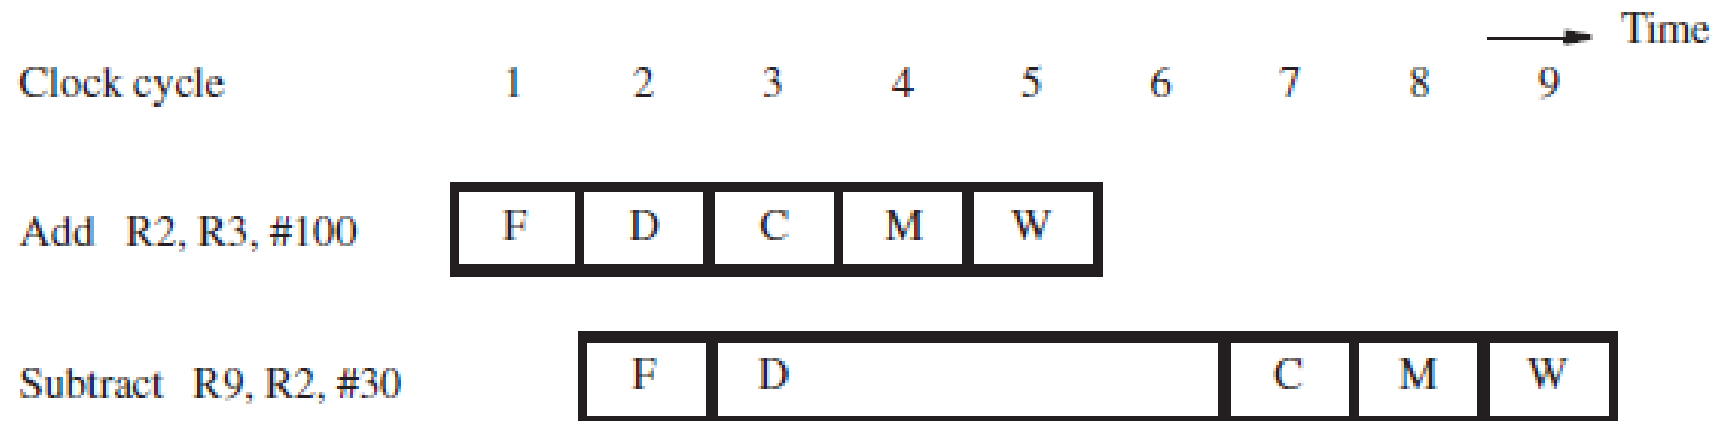 Time
Clock cycle 1 2 3 4 5 6 7 8 9
Add R2, R3, #100 F D C M W
Subtract R9, R2, #30 F D C M W